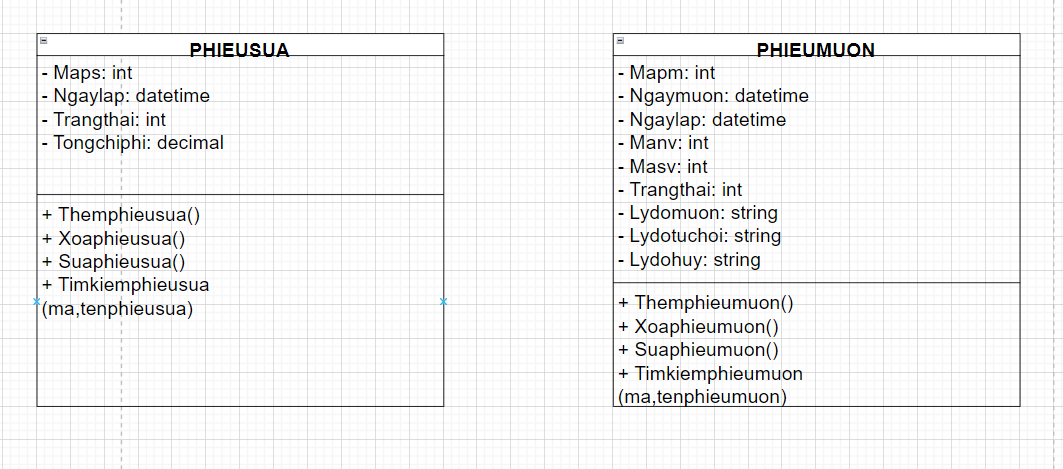 PHIEUSUA
- Maps: int
- Ngaylap: datetime
- Trangthai: int
- Tongchiphi: decimal
+ Themphieusua()
+ Xoaphieusua()
+ Suaphieusua()
+ Timkiemphieusua
(ma,tenphieusua)
PHIEUMUON
- Mapm: int
- Ngaymuon: datetime
- Ngaylap: datetime
- Manv: int
- Masv: int
- Trangthai: int
- Lydomuon: string
- Lydotuchoi: string
- Lydohuy: string
+ Themphieumuon()
+ Xoaphieumuon()
+ Suaphieumuon()
+ Timkiemphieumuon
(ma,tenphieumuon)